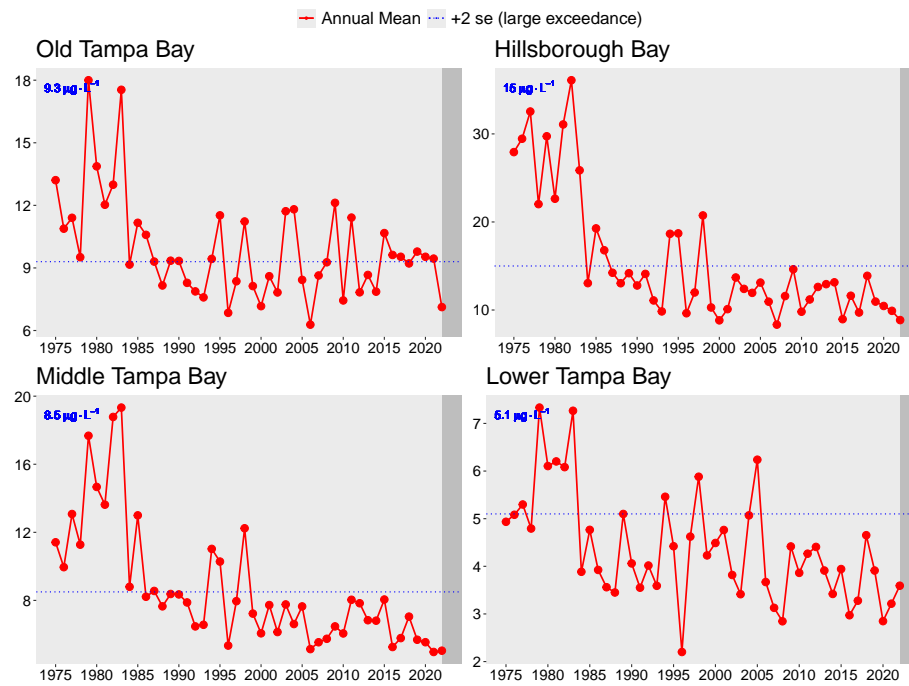 Annual Mean +2 se (large exceedance)
Old Tampa Bay
9.3 μg·L⁻¹
18
15
12
9
6
1975 1980 1985 1990 1995 2000 2005 2010 2015 2020
Hillsborough Bay
15 μg·L⁻¹
30
20
10
1975 1980 1985 1990 1995 2000 2005 2010 2015 2020
Middle Tampa Bay
8.5 μg·L⁻¹
20
16
12
8
1975 1980 1985 1990 1995 2000 2005 2010 2015 2020
Lower Tampa Bay
5.1 μg·L⁻¹
7
6
5
4
3
2
1975 1980 1985 1990 1995 2000 2005 2010 2015 2020